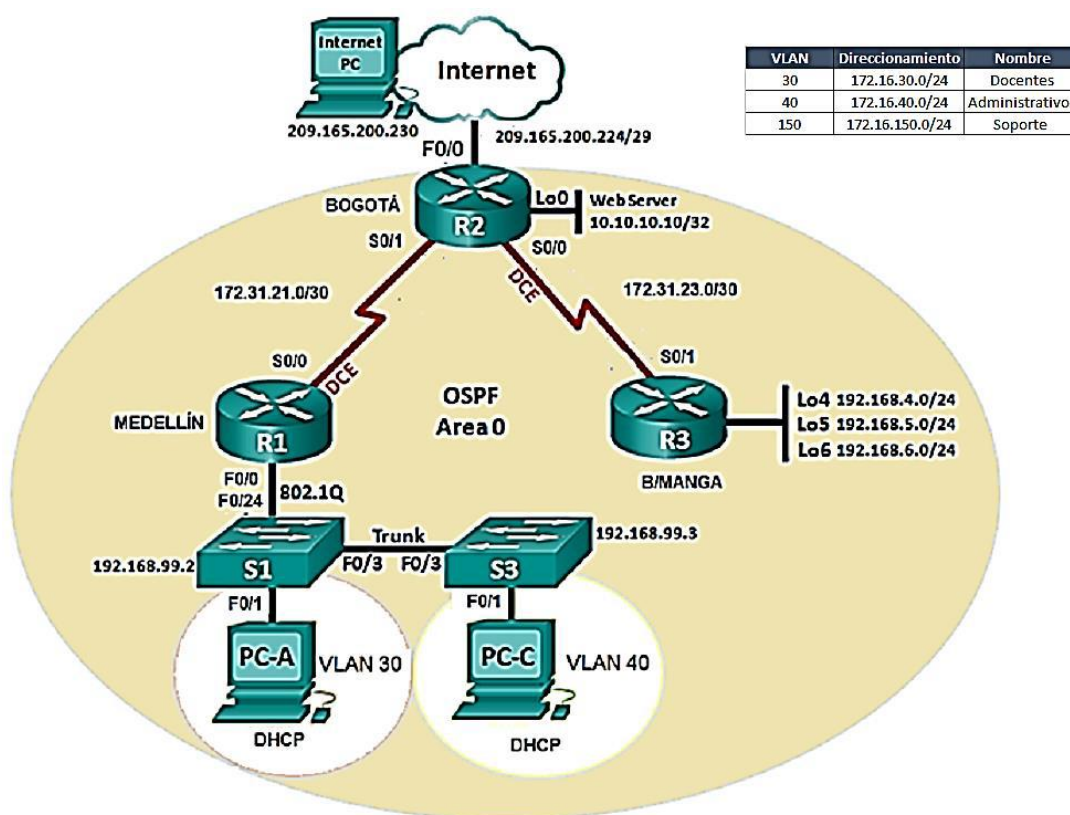 Internet
PC
Internet
209.165.200.230
209.165.200.224/29
F0/0
VLAN Direccionamiento Nombre
30 172.16.30.0/24 Docentes
40 172.16.40.0/24 Administrativo
150 172.16.150.0/24 Soporte
BOGOTÁ
R2
Lo0
Web Server
10.10.10.10/32
S0/1
S0/0
DCE
172.31.21.0/30
172.31.23.0/30
S0/0
DCE
S0/1
OSPF
Area 0
MEDELLÍN
R1
R3
B/MANGA
Lo4 192.168.4.0/24
Lo5 192.168.5.0/24
Lo6 192.168.6.0/24
F0/0
F0/24
802.1Q
Trunk
192.168.99.2
S1
F0/3
F0/3
S3
192.168.99.3
F0/1
F0/1
PC-A
VLAN 30
PC-C
VLAN 40
DHCP
DHCP